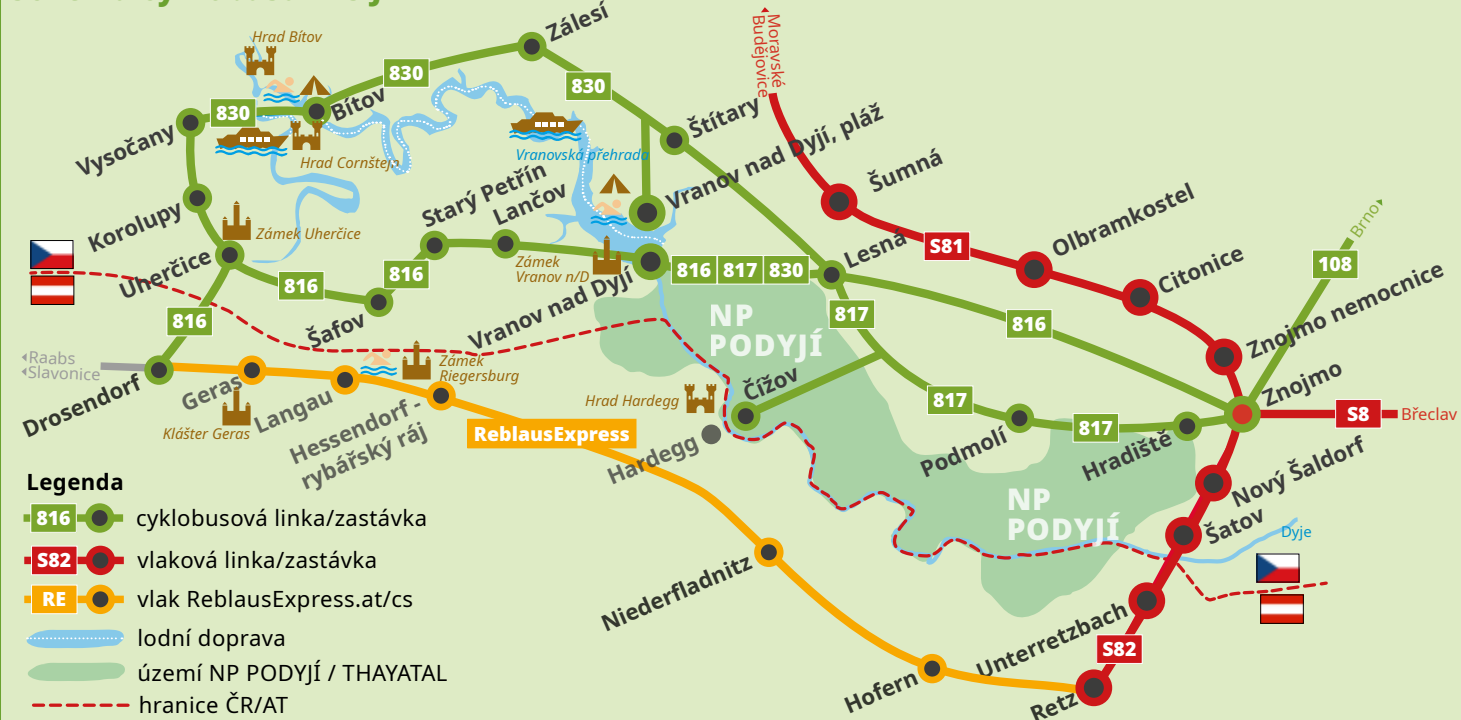 Hrad Bítov
Zálesí
Moravské
Budějovice
830
830
830
Bítov
Vysočany
Štítary
Vranov nad Dyjí, pláž
Hrad Cornštejn
Vranovská přehrada
Šumná
Starý Petřín
Lančov
Korolupy
Zámek Uherčice
Olbramkostel
Brno
S81
Lesná
Uherčice
Zámek
Vranov n/D
816
817
830
108
Citonice
816
816
Vranov nad Dyjí
NP
PODYJÍ
817
816
Znojmo nemocnice
816
Šafov
Raabs
Slavonice
Zámek
Riegersburg
Drosendorf
Geras
Langau
Hrad Hardegg
Čížov
817
Znojmo
S8
Břeclav
Klášter Geras
Hessendorf -
rybářský ráj
ReblausExpress
Hardegg
Podmolí
817
Hradiště
Nový Šaldorf
NP
PODYJÍ
Šatov
Dyje
Legenda
816
cyklobusová linka/zastávka
S82
vlaková linka/zastávka
RE
vlak ReblausExpress.at/cs
lodní doprava
území NP PODYJÍ / THAYATAL
hranice ČR/AT
Niederfladnitz
Unterretzbach
S82
Hofern
Retz